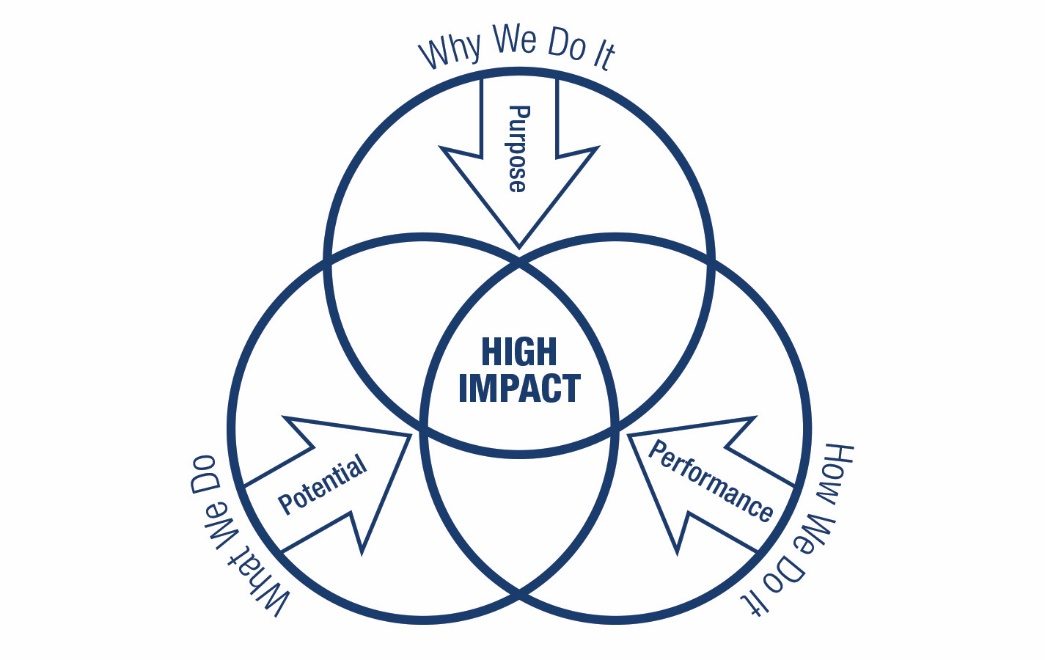 Why We Do It
Purpose
HIGH
IMPACT
Potential
Performance
What We Do
How We Do It